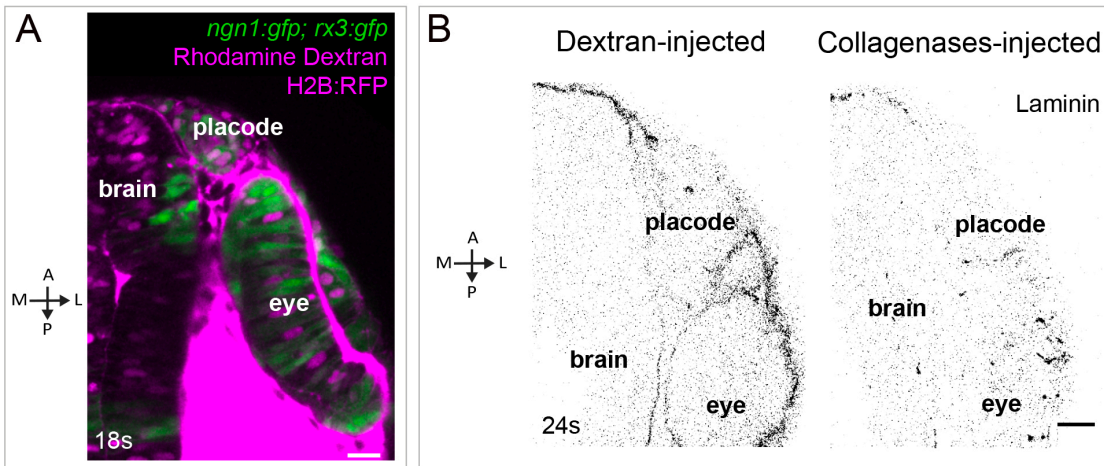 A
ngn1:gfp; rx3:gfp
Rhodamine Dextran
H2B:RFP
placode
brain
eye
A
M L
P
18s
B
Dextran-injected
Collagenases-injected
Laminin
placode
placode
A
M L
P
brain
brain
eye
eye
24s